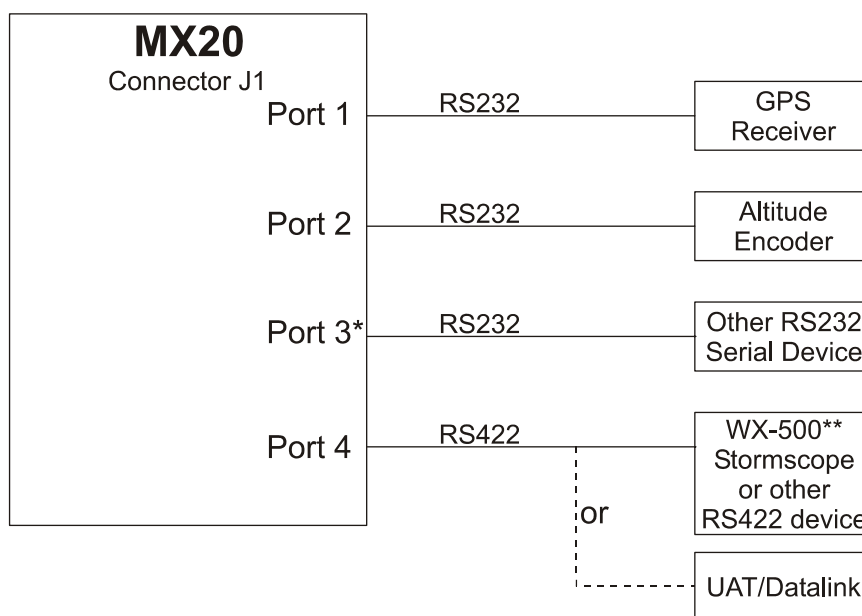 MX20
Connector J1
Port 1
RS232
GPS
Receiver
Port 2
RS232
Altitude
Encoder
Port 3*
RS232
Other RS232
Serial Device
Port 4
RS422
WX-500**
Stormscope
or other
RS422 device
or
UAT/Datalink